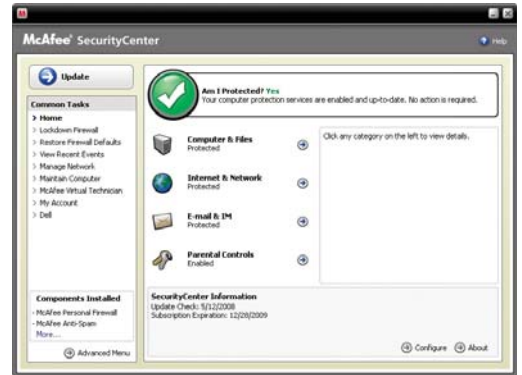 McAfee® SecurityCenter
Help
Update
Common Tasks
> Home
> Lockdown Firewall
> Restore Firewall Defaults
> View Recent Events
> Manage Network
> Maintain Computer
> McAfee Virtual Technician
> My Account
> Dell
Components Installed
- McAfee Personal Firewall
- McAfee Anti-Spam
More...
Advanced Menu
Am I Protected? Yes
Your computer protection services are enabled and up-to-date. No action is required.
Computer & Files
Protected
Internet & Network
Protected
E-mail & IM
Protected
Parental Controls
Enabled
Click any category on the left to view details.
SecurityCenter Information
Update Check: 5/12/2008
Subscription Expiration: 12/28/2009
Configure
About